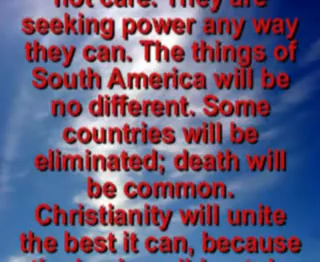 not care. They are
seeking power any way
they can. The things of
South America will be
no different. Some
countries will be
eliminated; death will
be common.
Christianity will unite
the best it can, because